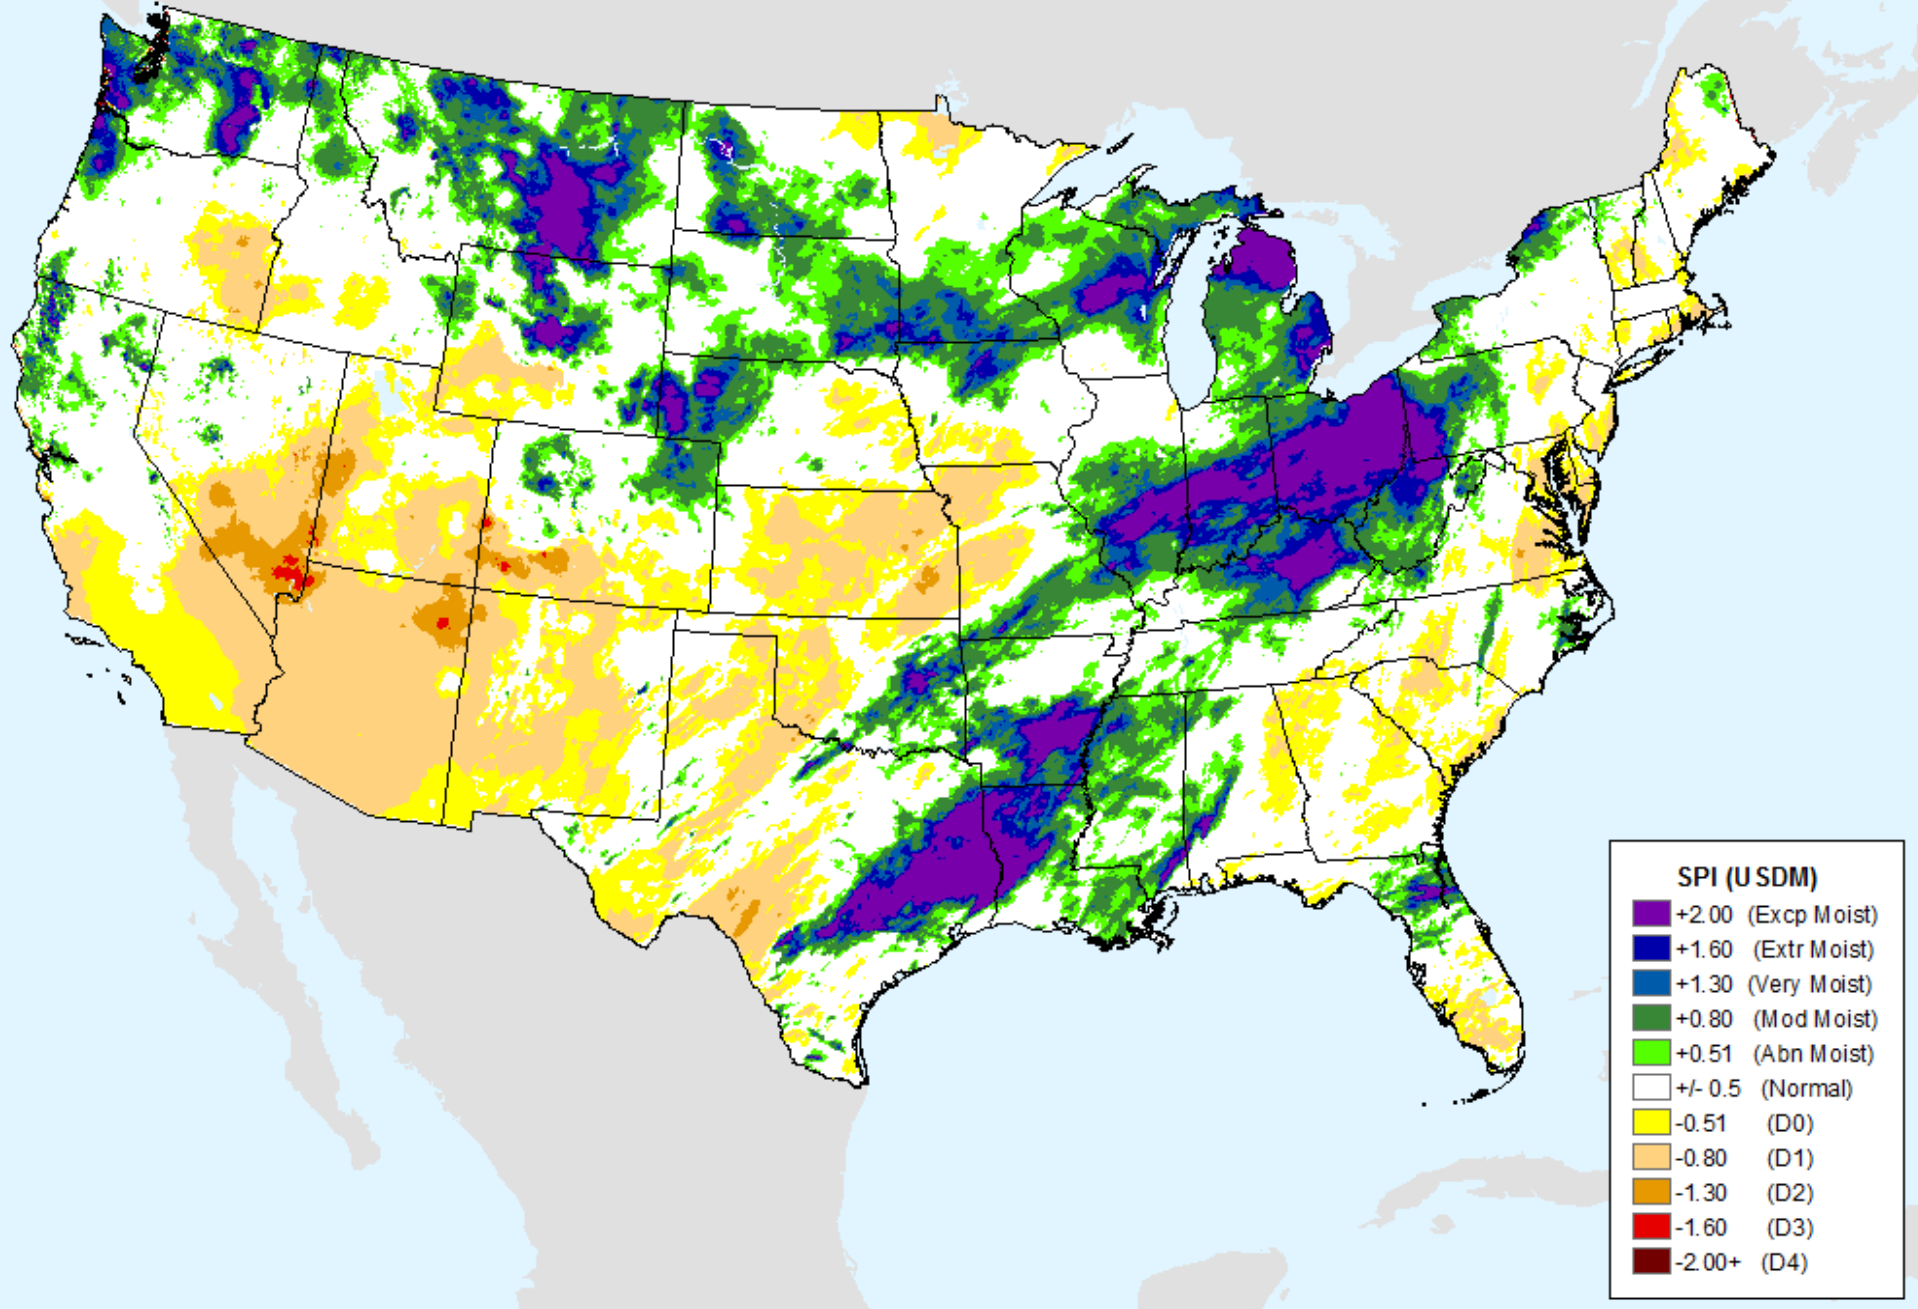 SPI (USDM)
+2.00 (Excp Moist)
+1.60 (Extr Moist)
+1.30 (Very Moist)
+0.80 (Mod Moist)
+0.51 (Abn Moist)
+/- 0.5 (Normal)
-0.51 (D0)
-0.80 (D1)
-1.30 (D2)
-1.60 (D3)
-2.00+ (D4)